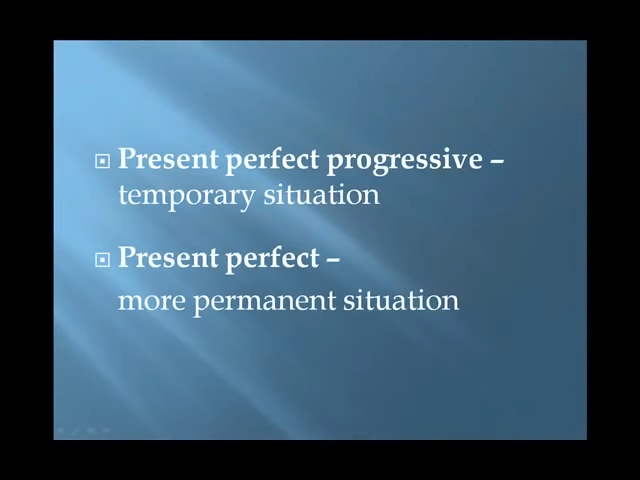 Present perfect progressive –
temporary situation
Present perfect –
more permanent situation